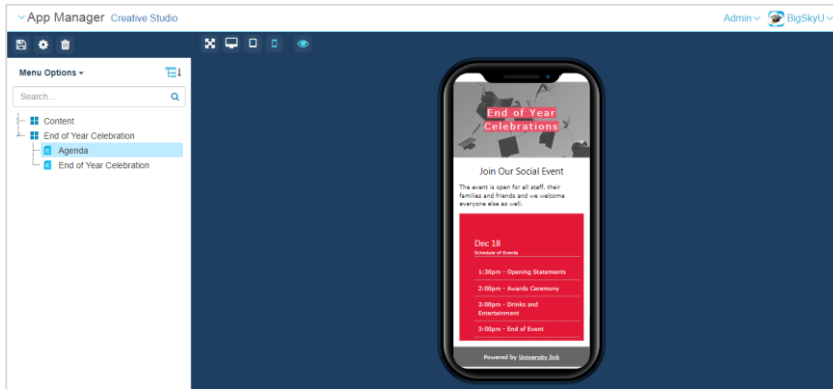 App Manager Creative Studio
Admin
BigSkyU
Menu Options
Search...
Content
End of Year Celebration
Agenda
End of Year Celebration
End of Year
Celebrations
Join Our Social Event
The event is open for all staff, their
families and friends and we welcome
everyone else as well.
Dec 18
Schedule of Events
1:30pm - Opening Statements
2:00pm - Awards Ceremony
3:00pm - Drinks and
Entertainment
5:00pm - End of Event
Powered by University link